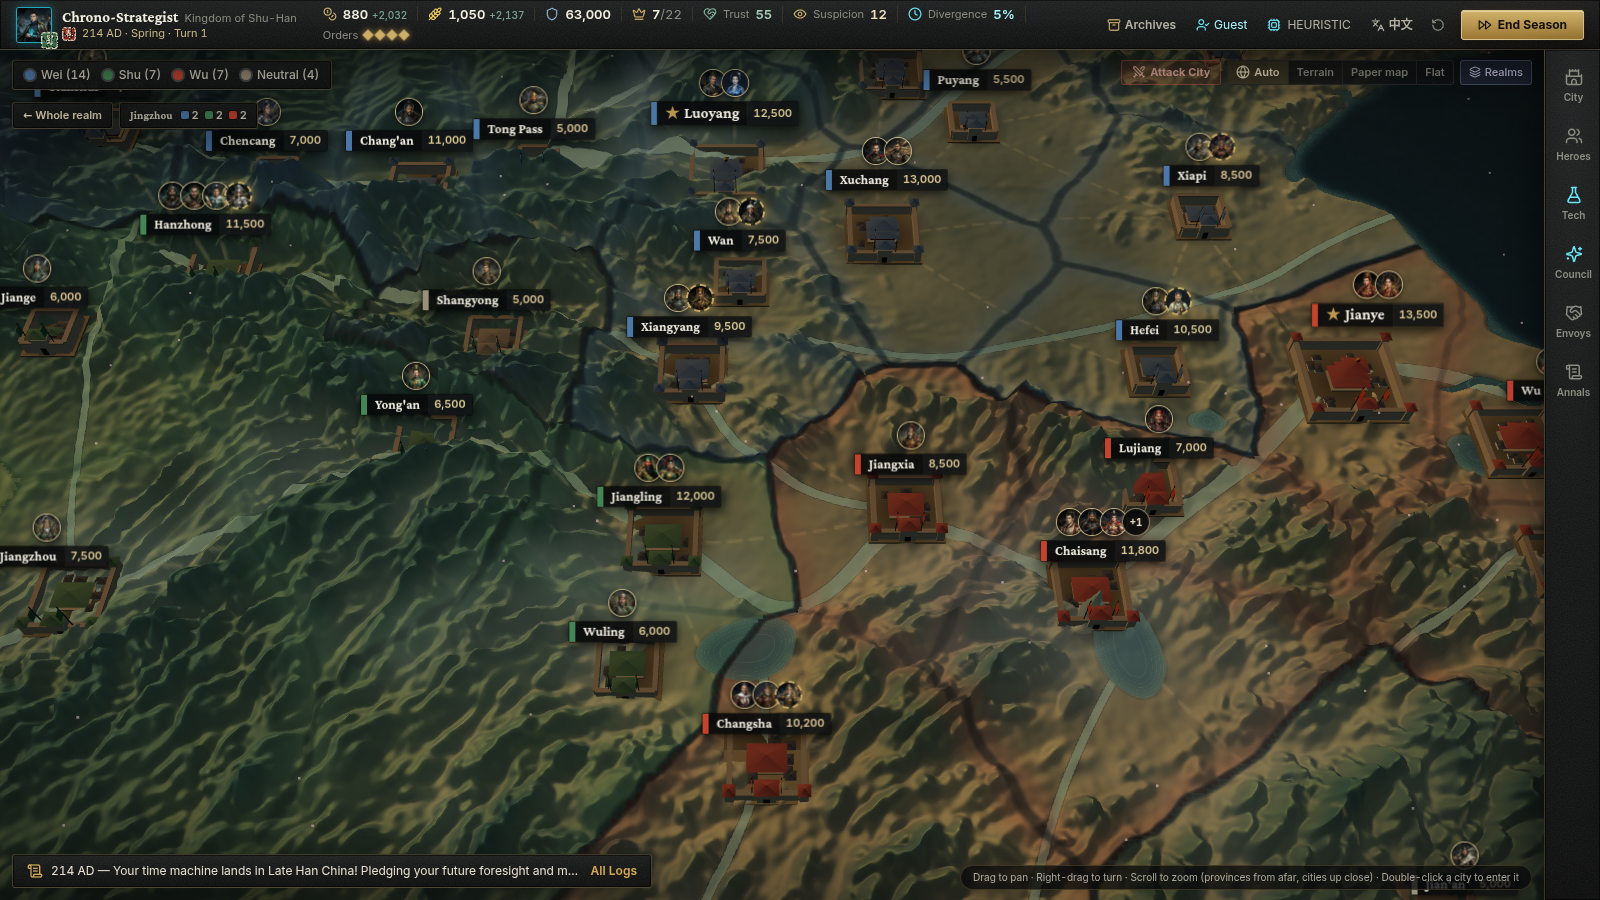 Chrono-Strategist Kingdom of Shu-Han
214 AD · Spring · Turn 1
880 +2,032
1,050 +2,137
63,000
7/22
Trust 55
Suspicion 12
Divergence 5%
Orders
Archives
Guest
HEURISTIC
中文
End Season
Wei (14)
Shu (7)
Wu (7)
Neutral (4)
← Whole realm
Jingzhou 2 2 2
Attack City
Auto
Terrain
Paper map
Flat
Realms
City
Heroes
Tech
Council
Envoys
Annals
Puyang 5,500
Luoyang 12,500
Tong Pass 5,000
Chang'an 11,000
Chencang 7,000
Xuchang 13,000
Xiapi 8,500
Hanzhong 11,500
Wan 7,500
Jiange 6,000
Shangyong 5,000
Xiangyang 9,500
Hefei 10,500
Jianye 13,500
Wu
Yong'an 6,500
Lujiang 7,000
Jiangxia 8,500
Jiangling 12,000
Chaisang 11,800
+1
Jiangzhou 7,500
Wuling 6,000
Changsha 10,200
Jian'an 5,000
214 AD — Your time machine lands in Late Han China! Pledging your future foresight and m...
All Logs
Drag to pan · Right-drag to turn · Scroll to zoom (provinces from afar, cities up close) · Double-click a city to enter it